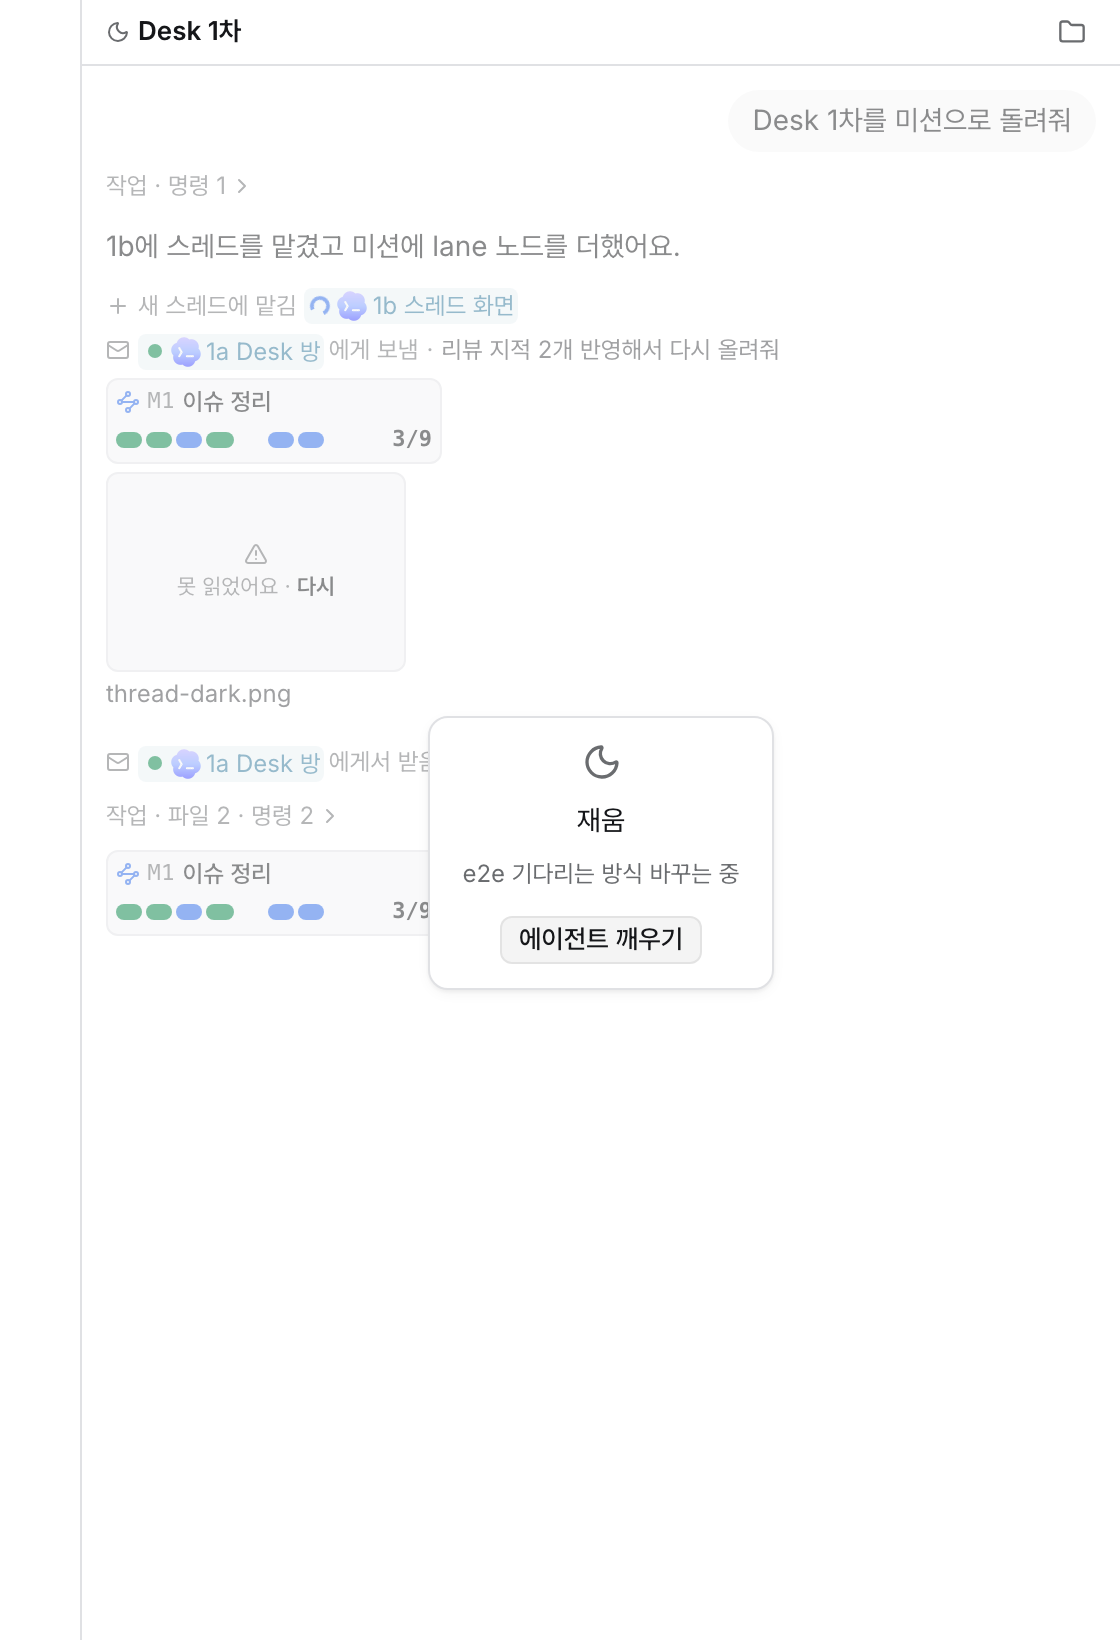 Desk 1차
Desk 1차를 미션으로 돌려줘
작업 · 명령 1
1b에 스레드를 맡겼고 미션에 lane 노드를 더했어요.
새 스레드에 맡김 1b 스레드 화면
1a Desk 방 에게 보냄 · 리뷰 지적 2개 반영해서 다시 올려줘
M1 이슈 정리
3/9
못 읽었어요 · 다시
thread-dark.png
1a Desk 방 에게서 받음
작업 · 파일 2 · 명령 2
M1 이슈 정리
3/9
재움
e2e 기다리는 방식 바꾸는 중
에이전트 깨우기